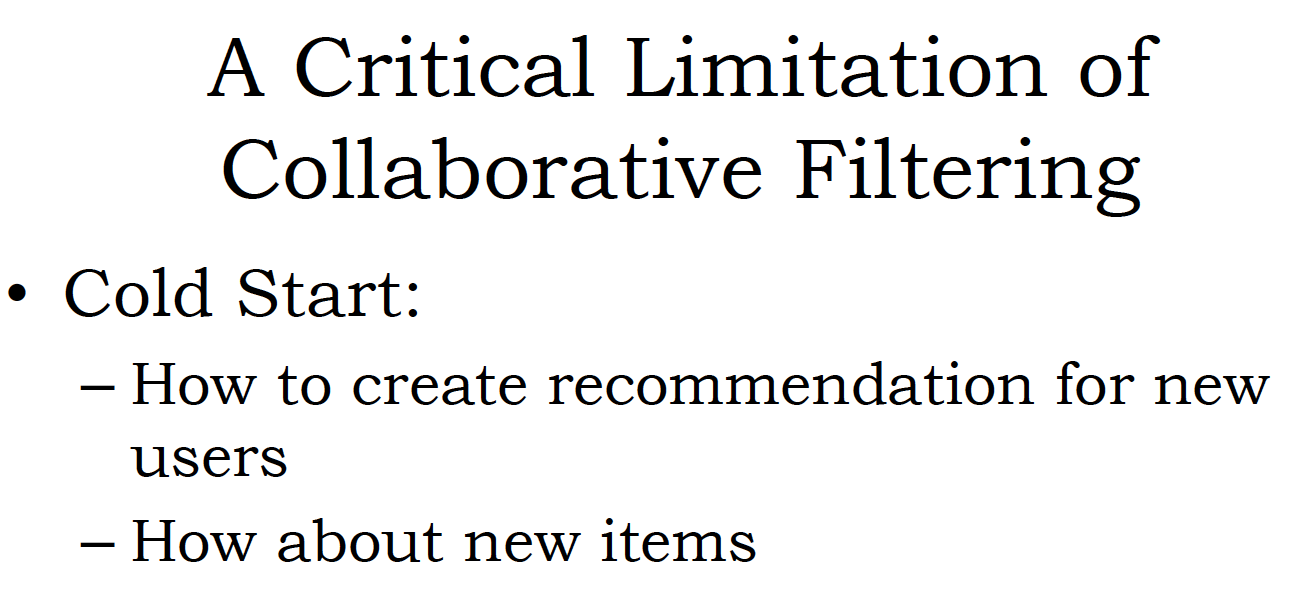 A Critical Limitation of
Collaborative Filtering
• Cold Start:
– How to create recommendation for new
users
– How about new items